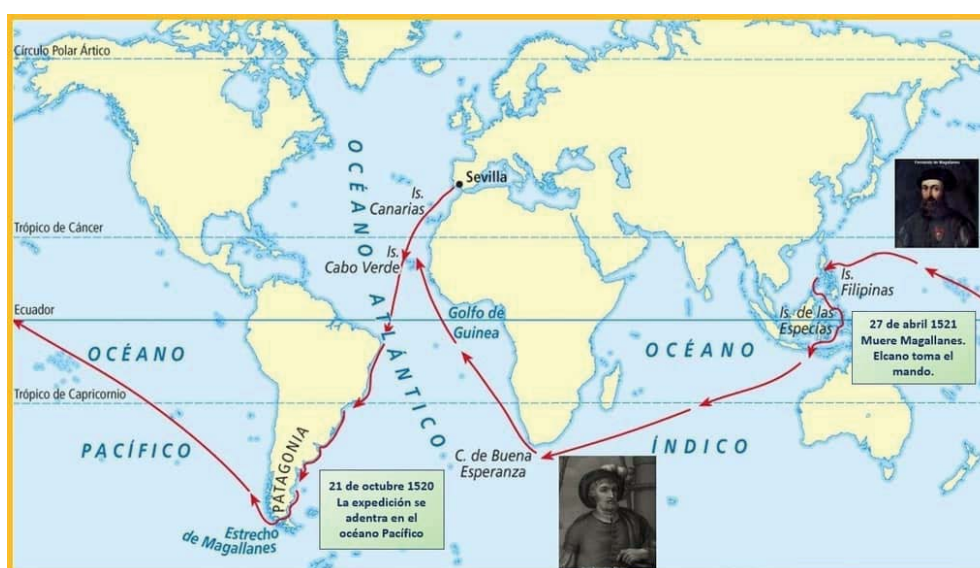 Círculo Polar Ártico
OCÉANO ATLÁNTICO
Sevilla
Is.
Canarias
Fernando de Magallanes
Trópico de Cáncer
Is.
Cabo Verde
Is.
Filipinas
Ecuador
Golfo de
Guinea
Is. de las
Especias
27 de abril 1521
Muere Magallanes.
Elcano toma el
mando.
OCÉANO
PACÍFICO
OCÉANO
ÍNDICO
Trópico de Capricornio
PATAGONIA
C. de Buena
Esperanza
21 de octubre 1520
La expedición se
adentra en el
océano Pacífico
Estrecho
de Magallanes